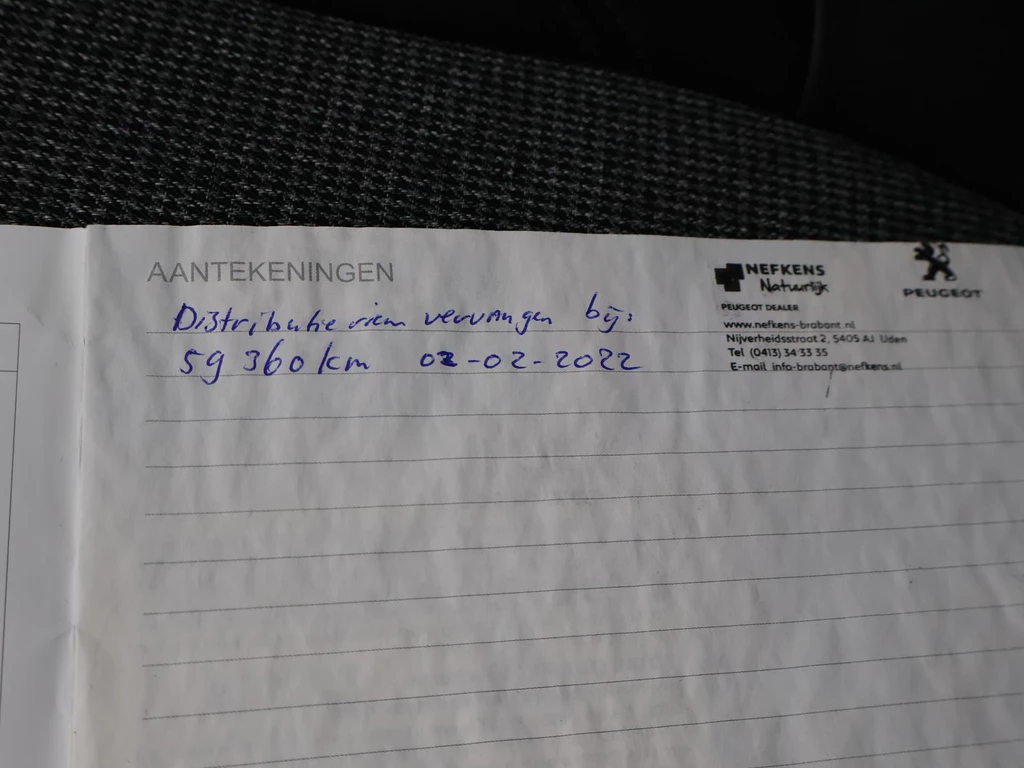 AANTEKENINGEN
Distributie riem vervangen bij:
59 360 km 02-02-2022
NEFKENS
Natuurlijk
PEUGEOT DEALER
www.nefkens-brabant.nl
Nijverheidsstraat 2, 5405 AJ Uden
Tel (0413) 34 33 35
E-mail info-brabant@nefkens.nl
PEUGEOT